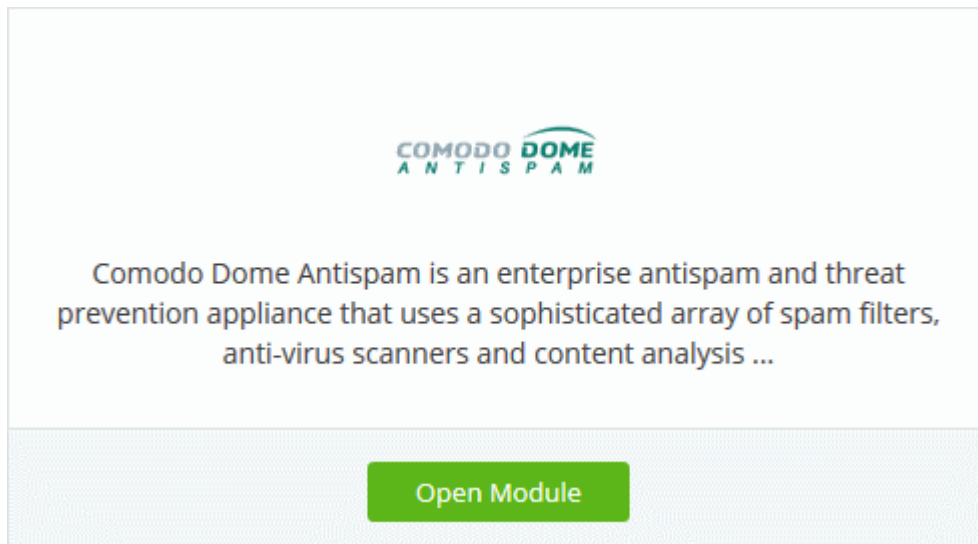 COMODO DOME
ANTISPAM
Comodo Dome Antispam is an enterprise antispam and threat
prevention appliance that uses a sophisticated array of spam filters,
anti-virus scanners and content analysis ...
Open Module